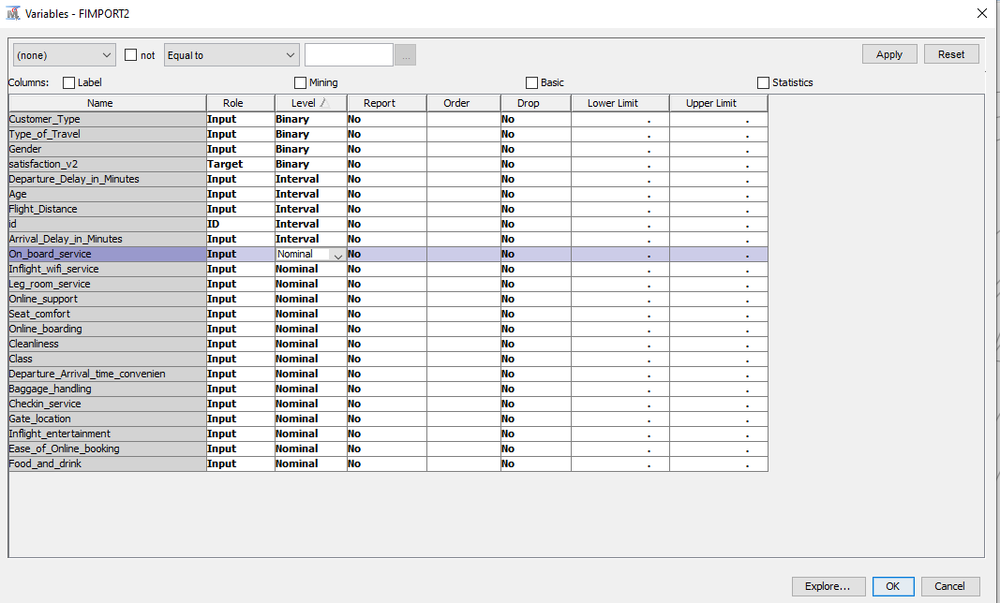 Variables - FIMPORT2
(none) not Equal to ... Apply Reset
Columns: Label Mining Basic Statistics
Name Role Level Report Order Drop Lower Limit Upper Limit
Customer_Type Input Binary No No . .
Type_of_Travel Input Binary No No . .
Gender Input Binary No No . .
satisfaction_v2 Target Binary No No . .
Departure_Delay_in_Minutes Input Interval No No . .
Age Input Interval No No . .
Flight_Distance Input Interval No No . .
id ID Interval No No . .
Arrival_Delay_in_Minutes Input Interval No No . .
On_board_service Input Nominal No No . .
Inflight_wifi_service Input Nominal No No . .
Leg_room_service Input Nominal No No . .
Online_support Input Nominal No No . .
Seat_comfort Input Nominal No No . .
Online_boarding Input Nominal No No . .
Cleanliness Input Nominal No No . .
Class Input Nominal No No . .
Departure_Arrival_time_convenien Input Nominal No No . .
Baggage_handling Input Nominal No No . .
Checkin_service Input Nominal No No . .
Gate_location Input Nominal No No . .
Inflight_entertainment Input Nominal No No . .
Ease_of_Online_booking Input Nominal No No . .
Food_and_drink Input Nominal No No . .
Explore... OK Cancel